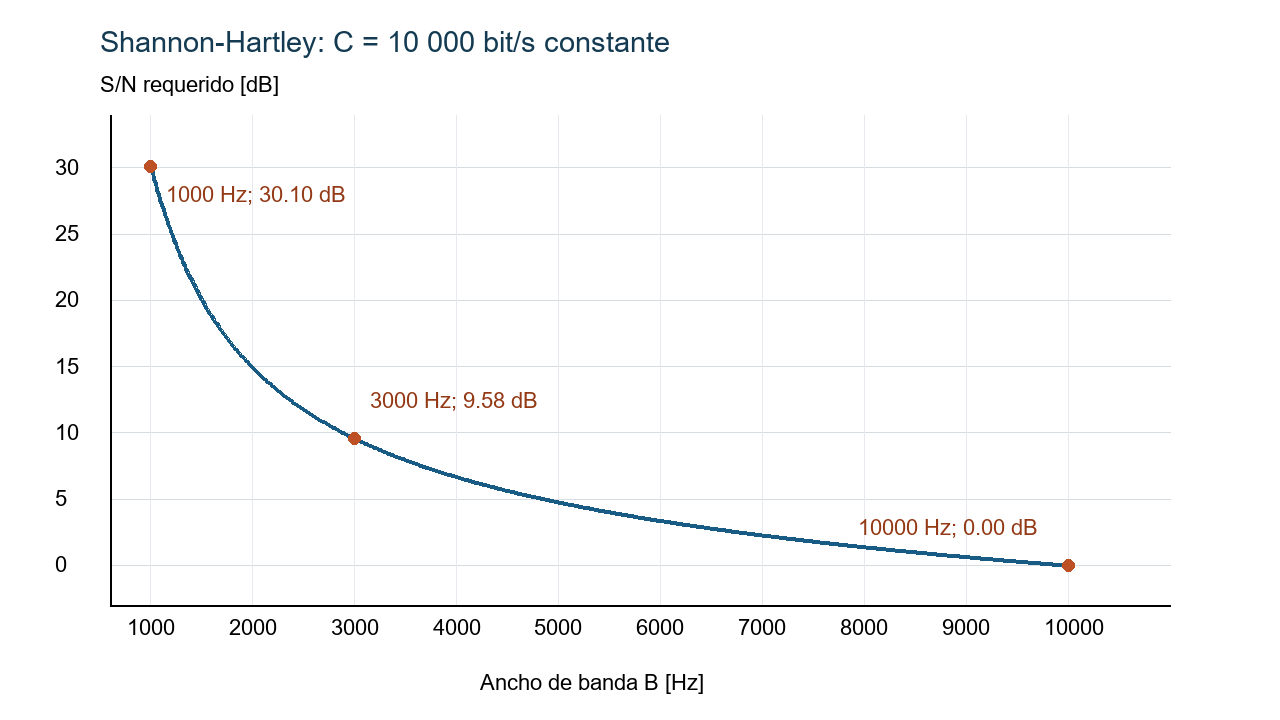 Shannon-Hartley: C = 10 000 bit/s constante
S/N requerido [dB]
30
1000 Hz; 30.10 dB
25
20
15
3000 Hz; 9.58 dB
10
5
10000 Hz; 0.00 dB
0
1000 2000 3000 4000 5000 6000 7000 8000 9000 10000
Ancho de banda B [Hz]